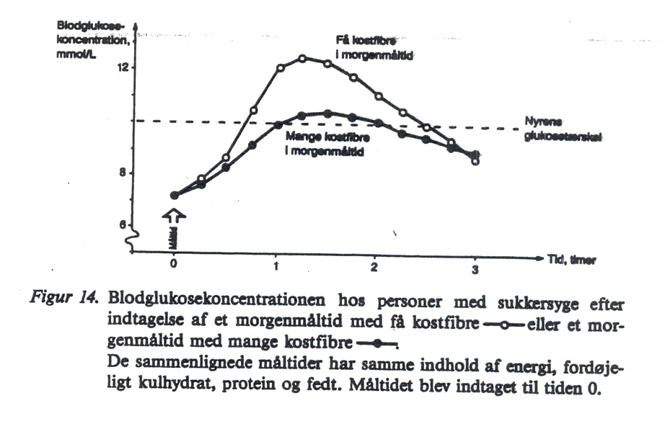 Blodglukose-
koncentration,
mmol/L
Få kostfibre
i morgenmåltid
12
Nyrens
glukosetærskel
Mange kostfibre
i morgenmåltid
8
6
Måltid
0
1
2
3
Tid, timer
Figur 14. Blodglukosekoncentrationen hos personer med sukkersyge efter
indtagelse af et morgenmåltid med få kostfibre eller et mor-
genmåltid med mange kostfibre .
De sammenlignede måltider har samme indhold af energi, fordøje-
ligt kulhydrat, protein og fedt. Måltidet blev indtaget til tiden 0.